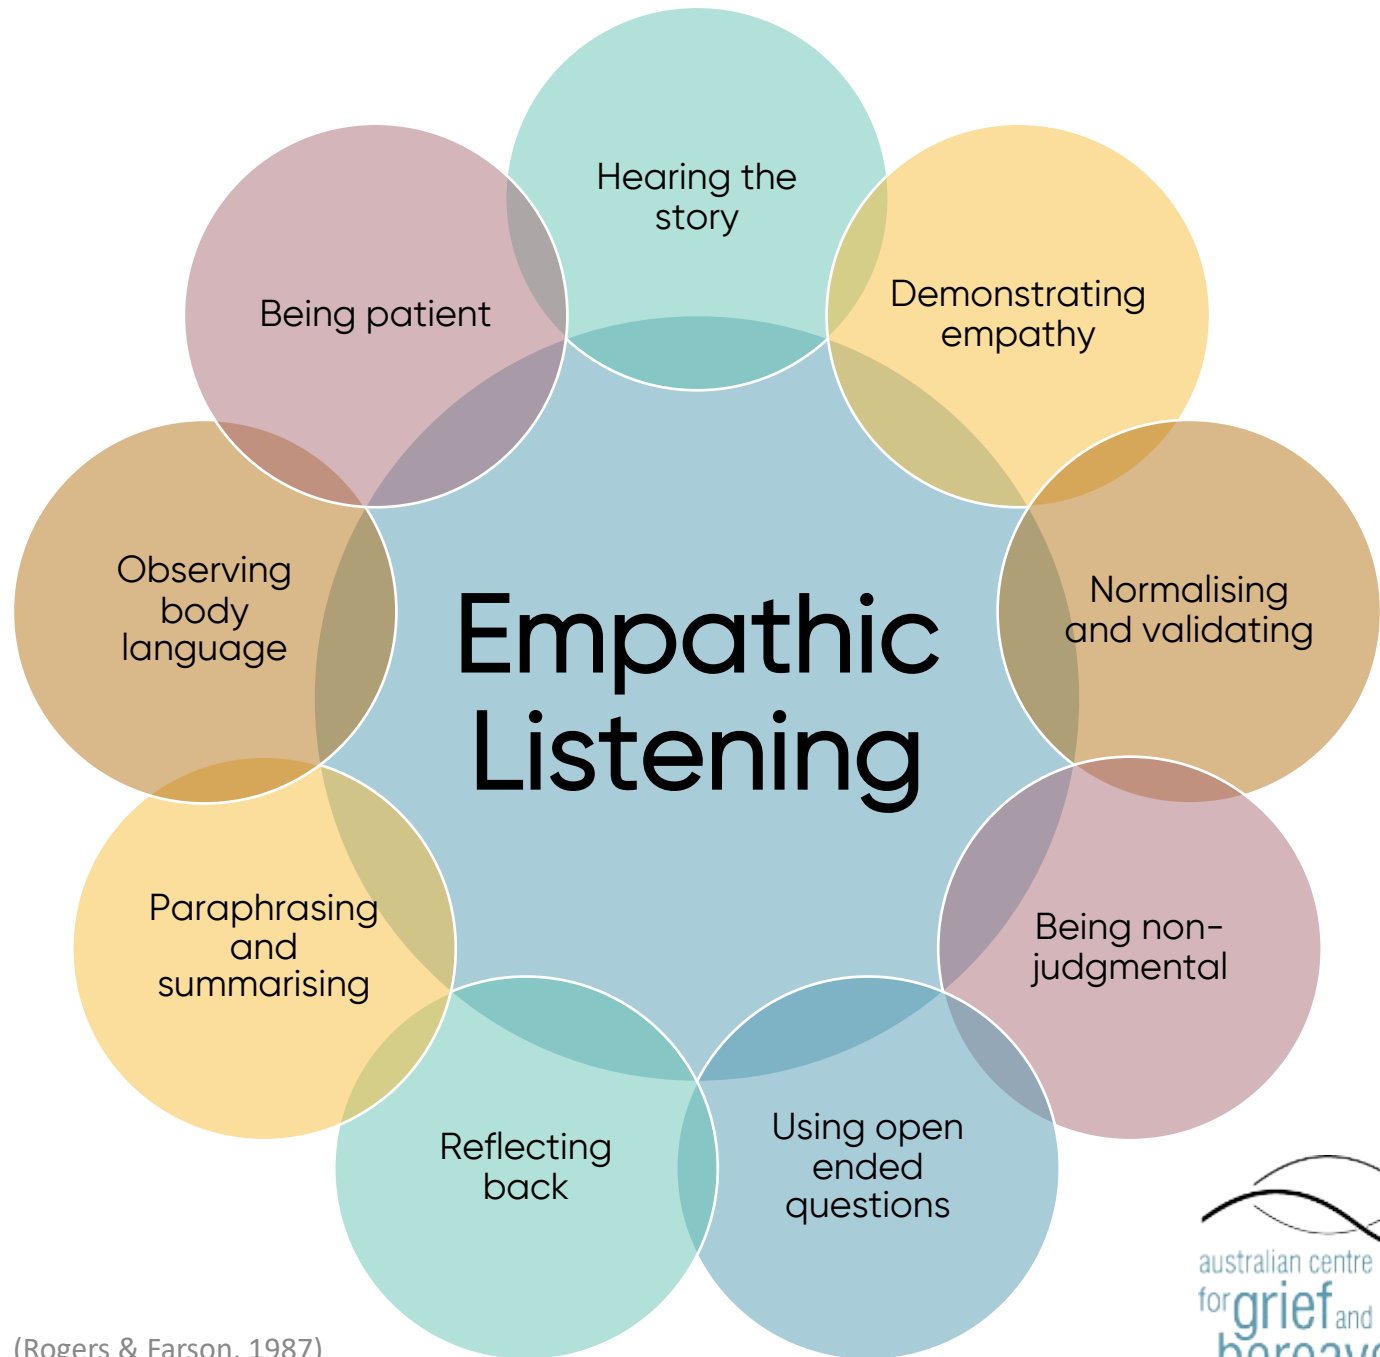 Empathic
Listening
Hearing the
story
Demonstrating
empathy
Normalising
and validating
Being non-
judgmental
Using open
ended
questions
Reflecting
back
Paraphrasing
and
summarising
Observing
body
language
Being patient
(Rogers & Farson, 1987)
australian centre
for grief and